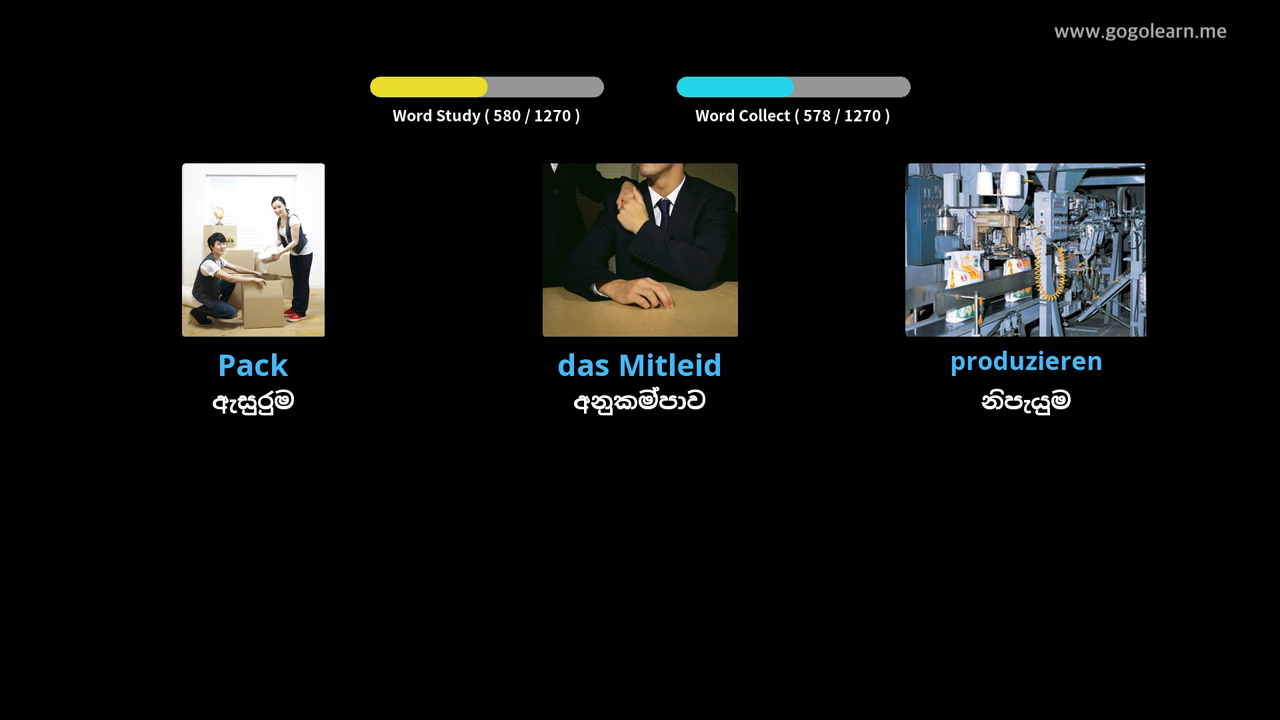 www.gogolearn.me
Word Study ( 580 / 1270 )
Word Collect ( 578 / 1270 )
Pack
ඇසුරුම
das Mitleid
අනුකම්පාව
produzieren
නිපැයුම